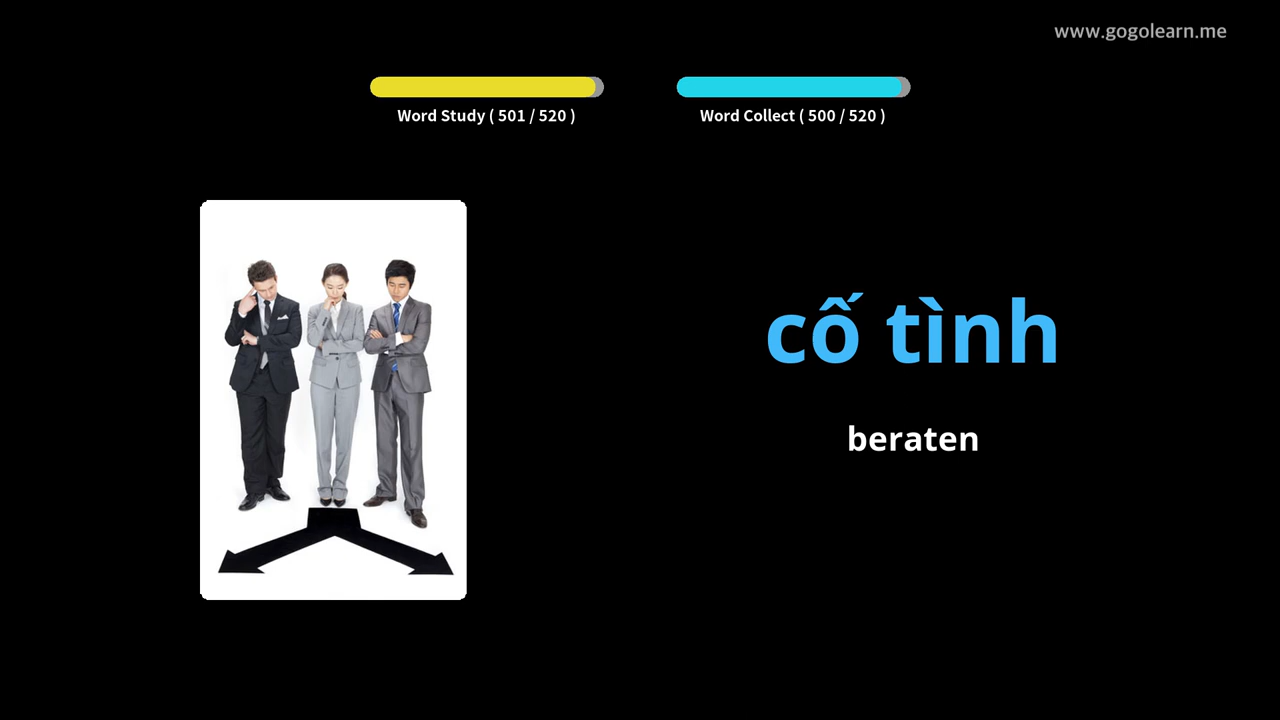 www.gogolearn.me
Word Study ( 501 / 520 )
Word Collect ( 500 / 520 )
cố tình
beraten